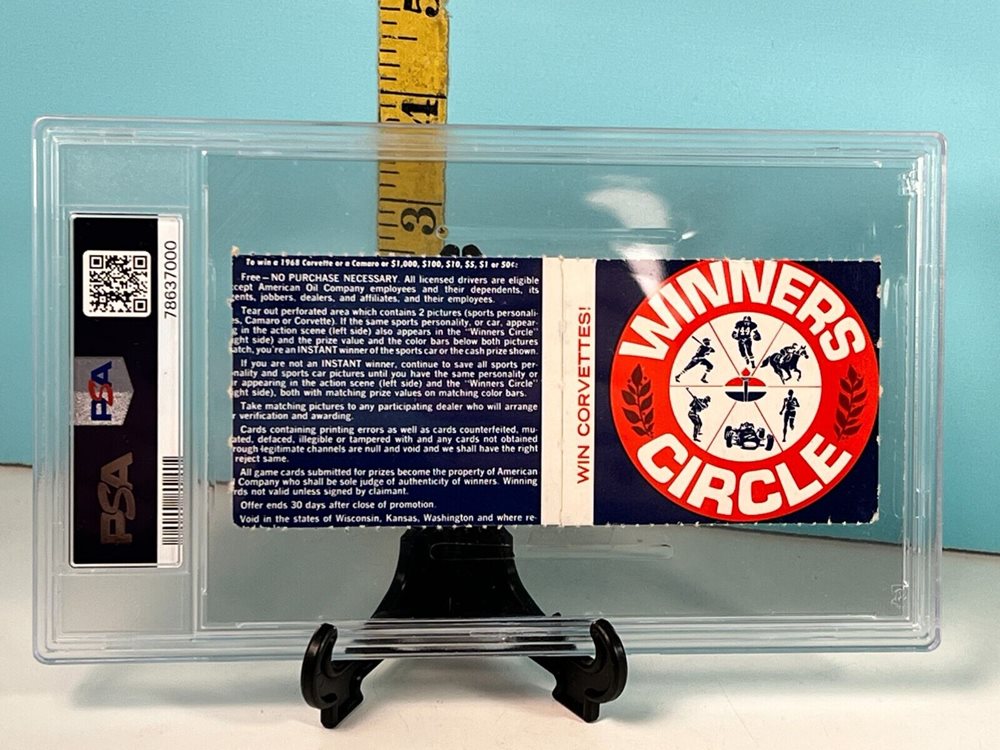 5
4
3
78637000
PSA
PSA
To win a 1968 Corvette or a Camaro or $1,000, $100, $10, $5, $1 or 50¢:
Free—NO PURCHASE NECESSARY. All licensed drivers are eligible
cept American Oil Company employees and their dependents, its
ents, jobbers, dealers, and affiliates, and their employees.
Tear out perforated area which contains 2 pictures (sports personali-
es, Camaro or Corvette). If the same sports personality, or car, appear-
g in the action scene (left side) also appears in the "Winners Circle"
ght side) and the prize value and the color bars below both pictures
atch, you're an INSTANT winner of the sports car or the cash prize shown.
If you are not an INSTANT winner, continue to save all sports per-
nality and sports car pictures until you have the same personality or
r appearing in the action scene (left side) and the "Winners Circle"
ght side), both with matching prize values on matching color bars.
Take matching pictures to any participating dealer who will arrange
r verification and awarding.
Cards containing printing errors as well as cards counterfeited, mu-
ated, defaced, illegible or tampered with and any cards not obtained
rough legitimate channels are null and void and we shall have the right
reject same.
All game cards submitted for prizes become the property of American
Company who shall be sole judge of authenticity of winners. Winning
rds not valid unless signed by claimant.
Offer ends 30 days after close of promotion.
Void in the states of Wisconsin, Kansas, Washington and where re-
WIN CORVETTES!
WINNERS
44
CIRCLE